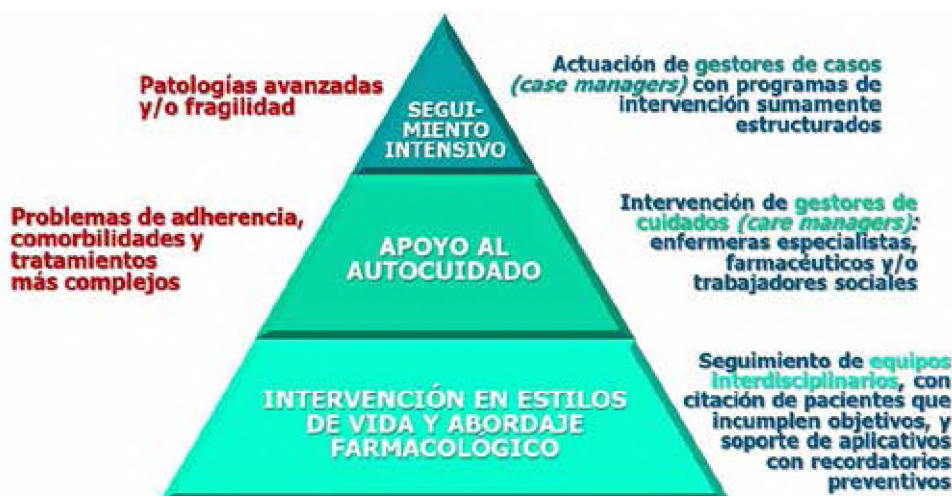 Patologías avanzadas
y/o fragilidad
SEGUI-
MIENTO
INTENSIVO
Actuación de gestores de casos
(case managers) con programas de
intervención sumamente
estructurados
Problemas de adherencia,
comorbilidades y
tratamientos
más complejos
APOYO AL
AUTOCUIDADO
Intervención de gestores de
cuidados (care managers):
enfermeras especialistas,
farmacéuticos y/o
trabajadores sociales
INTERVENCIÓN EN ESTILOS
DE VIDA Y ABORDAJE
FARMACOLÓGICO
Seguimiento de equipos
interdisciplinarios, con
citación de pacientes que
incumplen objetivos, y
soporte de aplicativos
con recordatorios
preventivos